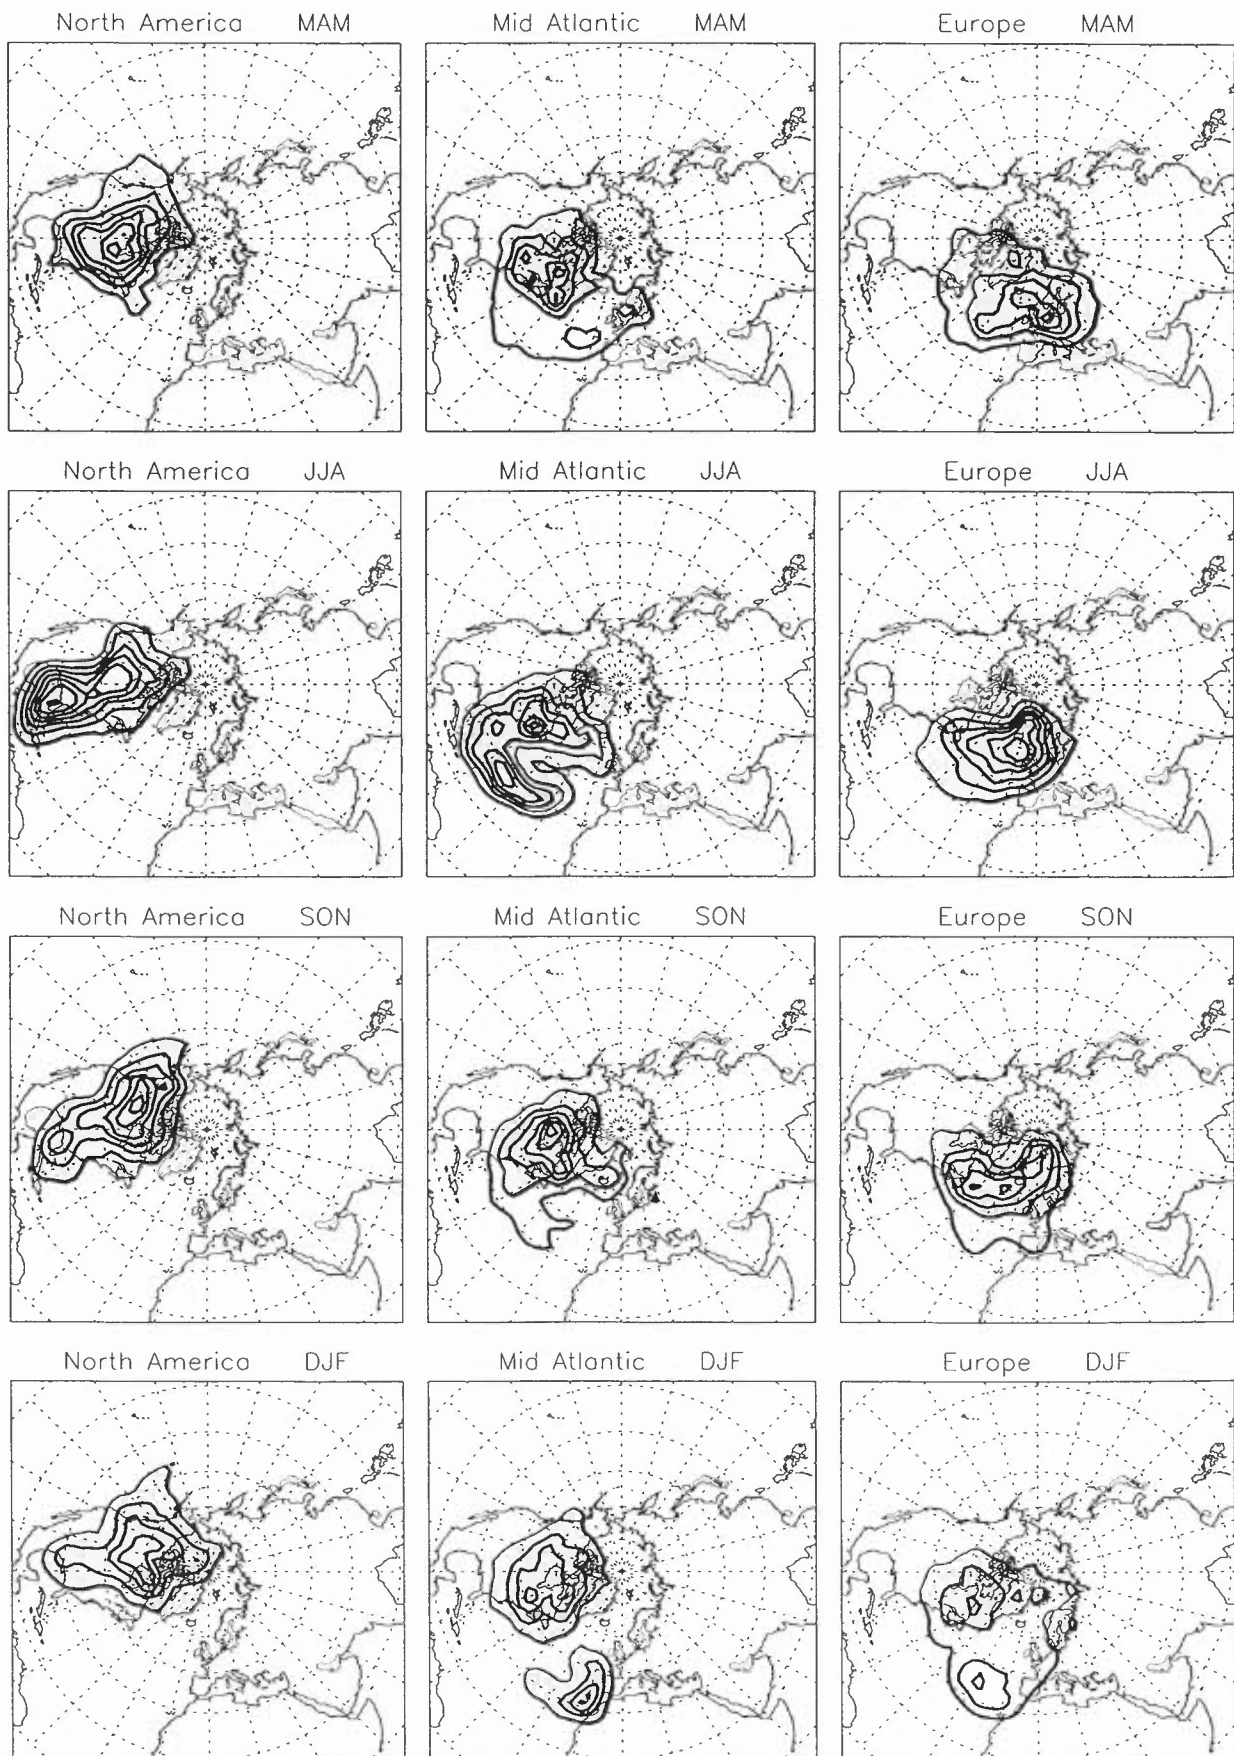 North America MAM
Mid Atlantic MAM
Europe MAM
North America JJA
Mid Atlantic JJA
Europe JJA
North America SON
Mid Atlantic SON
Europe SON
North America DJF
Mid Atlantic DJF
Europe DJF